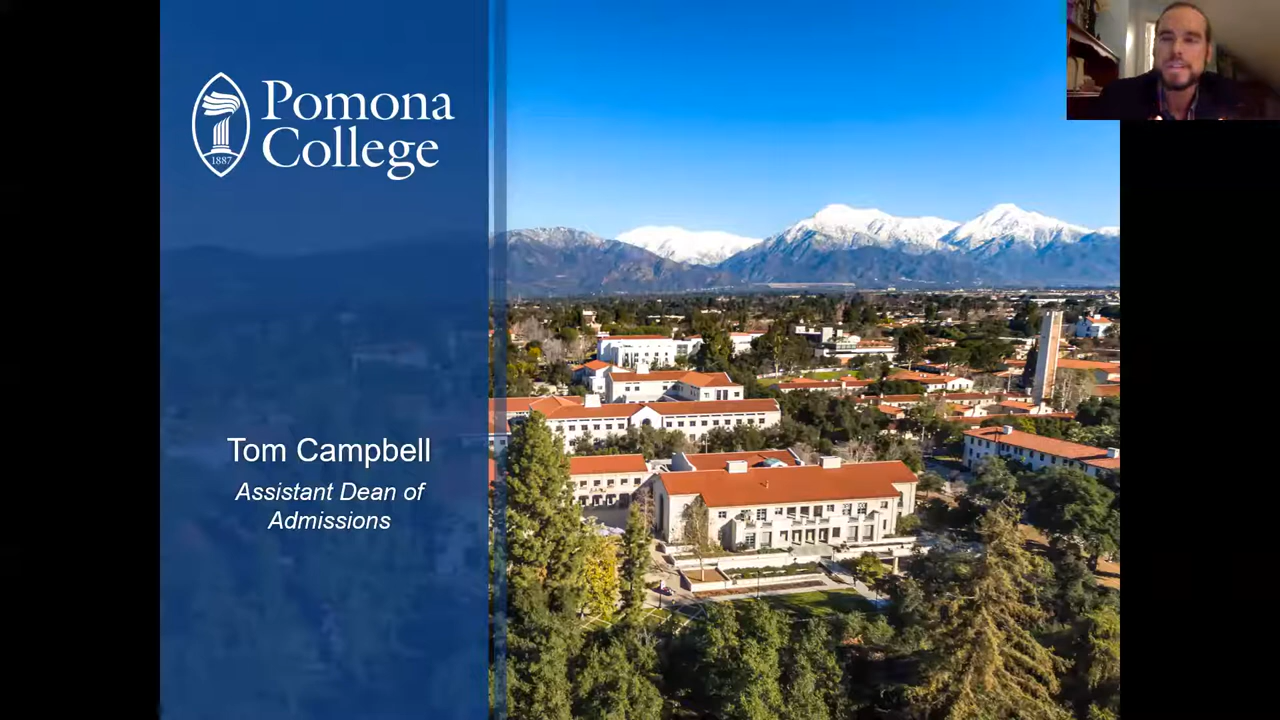 Pomona
College
1887
Tom Campbell
Assistant Dean of
Admissions